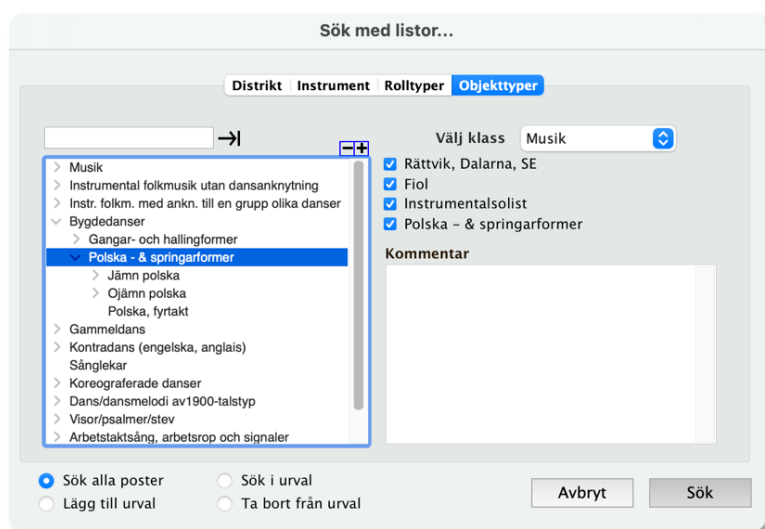 Sök med listor...
Distrikt Instrument Rolltyper Objekttyper
Välj klass Musik
Musik
Instrumental folkmusik utan dansanknytning
Instr. folkm. med ankn. till en grupp olika danser
Bygdedanser
Gangar- och hallingformer
Polska - & springarformer
Jämn polska
Ojämn polska
Polska, fyrtakt
Gammeldans
Kontradans (engelska, anglais)
Sånglekar
Koreograferade danser
Dans/dansmelodi av1900-talstyp
Visor/psalmer/stev
Arbetstaktsång, arbetsrop och signaler
Rättvik, Dalarna, SE
Fiol
Instrumentalsolist
Polska - & springarformer
Kommentar
Sök alla poster Sök i urval
Lägg till urval Ta bort från urval
Avbryt Sök